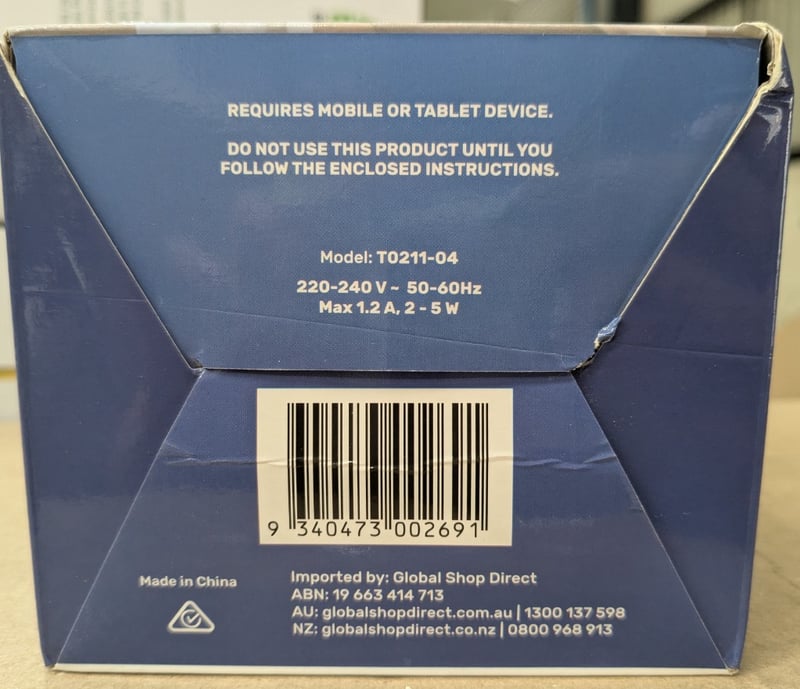 REQUIRES MOBILE OR TABLET DEVICE.
DO NOT USE THIS PRODUCT UNTIL YOU
FOLLOW THE ENCLOSED INSTRUCTIONS.
Model: T0211-04
220-240 V ~ 50-60Hz
Max 1.2 A, 2 - 5 W
9 340473 002691
Made in China
Imported by: Global Shop Direct
ABN: 19 663 414 713
AU: globalshopdirect.com.au | 1300 137 598
NZ: globalshopdirect.co.nz | 0800 968 913